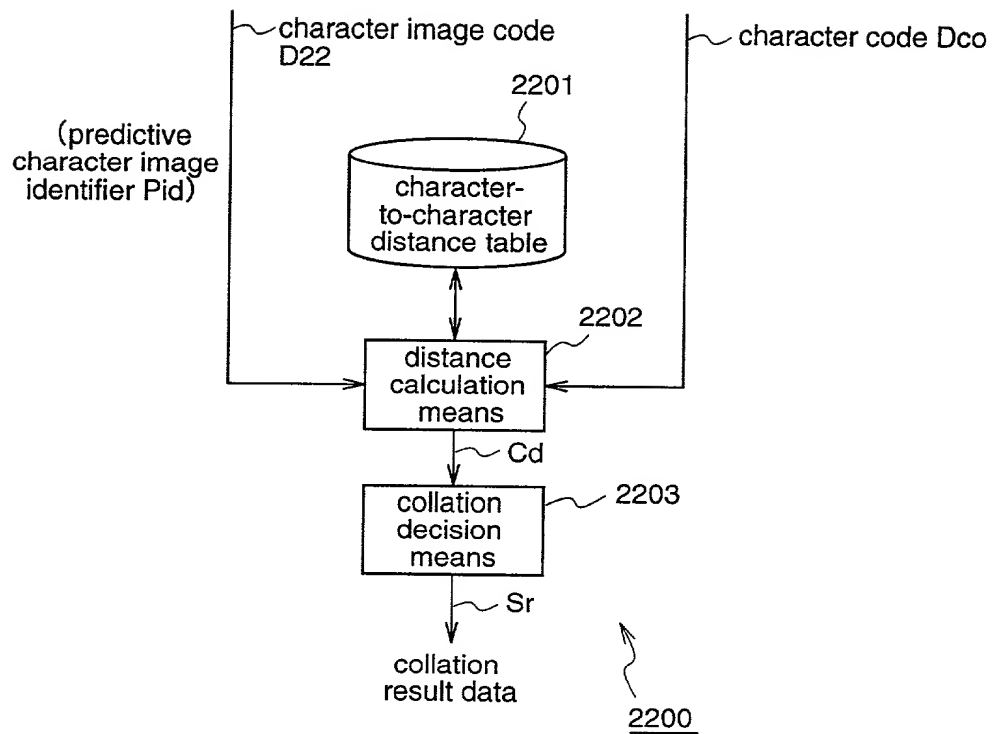 character image code
D22
character code Dco
2201
(predictive
character image
identifier Pid)
character-
to-character
distance table
2202
distance
calculation
means
Cd
2203
collation
decision
means
Sr
collation
result data
2200